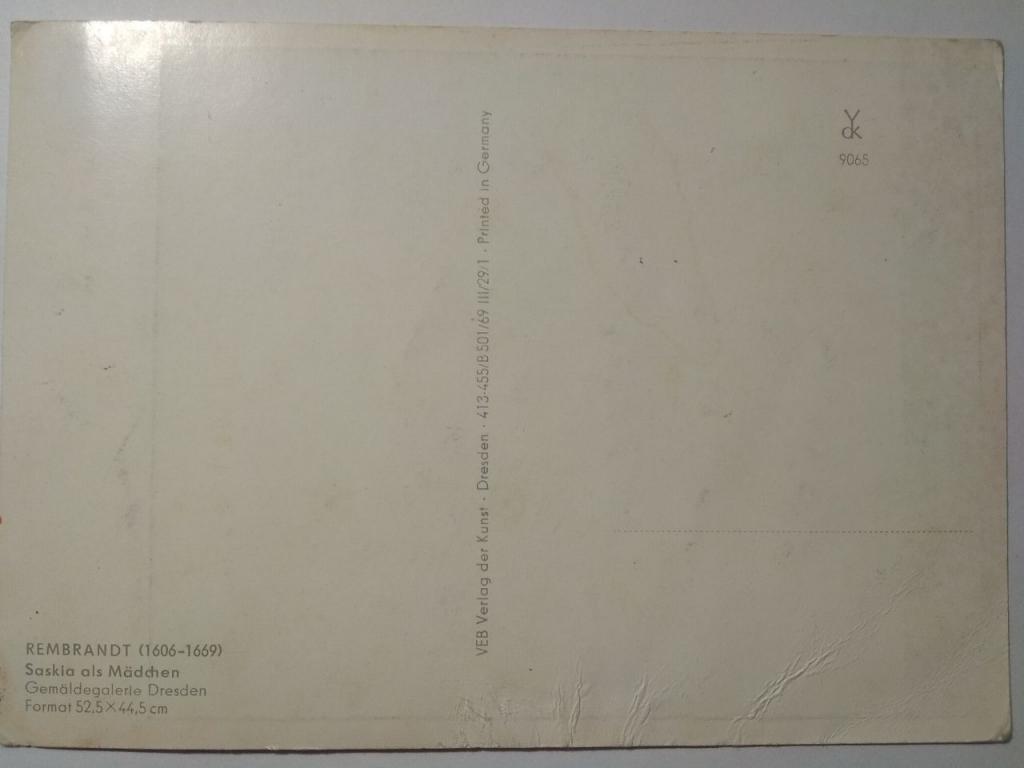 REMBRANDT (1606–1669)
Saskia als Mädchen
Gemäldegalerie Dresden
Format 52,5 × 44,5 cm
VEB Verlag der Kunst · Dresden · 413-455/B 501/69 III/29/1 · Printed in Germany
V dk
9065